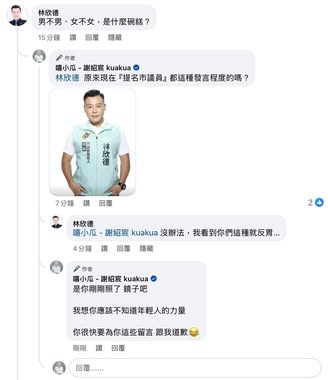 林欣德
男不男、女不女，是什麼碗糕？
15分鐘 讚 回覆 隱藏
作者
嘻小瓜 - 謝紹宸 kuakua
林欣德 原來現在『提名市議員』都這種發言程度的嗎？
林欣德
7分鐘 讚 回覆
2
林欣德
嘻小瓜 - 謝紹宸 kuakua 沒辦法，我看到你們這種就反胃...
4分鐘 讚 回覆 隱藏
作者
嘻小瓜 - 謝紹宸 kuakua
是你剛剛照了 鏡子吧
我想你應該不知道年輕人的力量
你很快要為你這些留言 跟我道歉😂
剛剛 讚 回覆
回覆……